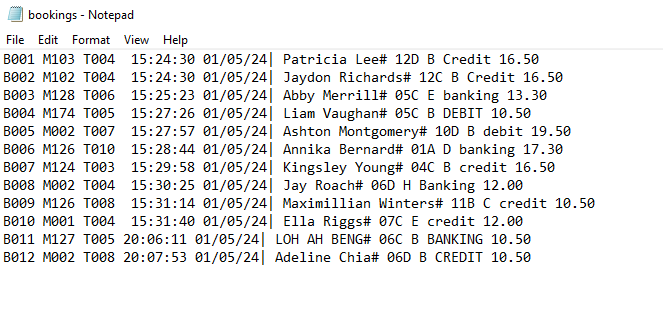 bookings - Notepad
File Edit Format View Help
B001 M103 T004  15:24:30 01/05/24| Patricia Lee# 12D B Credit 16.50
B002 M102 T004  15:24:30 01/05/24| Jaydon Richards# 12C B Credit 16.50
B003 M128 T006  15:25:23 01/05/24| Abby Merrill# 05C E banking 13.30
B004 M174 T005  15:27:26 01/05/24| Liam Vaughan# 05C B DEBIT 10.50
B005 M002 T007  15:27:57 01/05/24| Ashton Montgomery# 10D B debit 19.50
B006 M126 T010  15:28:44 01/05/24| Annika Bernard# 01A D banking 17.30
B007 M124 T003  15:29:58 01/05/24| Kingsley Young# 04C B credit 16.50
B008 M002 T004  15:30:25 01/05/24| Jay Roach# 06D H Banking 12.00
B009 M126 T008  15:31:14 01/05/24| Maximillian Winters# 11B C credit 10.50
B010 M001 T004  15:31:40 01/05/24| Ella Riggs# 07C E credit 12.00
B011 M127 T005 20:06:11 01/05/24| LOH AH BENG# 06C B BANKING 10.50
B012 M002 T008 20:07:53 01/05/24| Adeline Chia# 06D B CREDIT 10.50